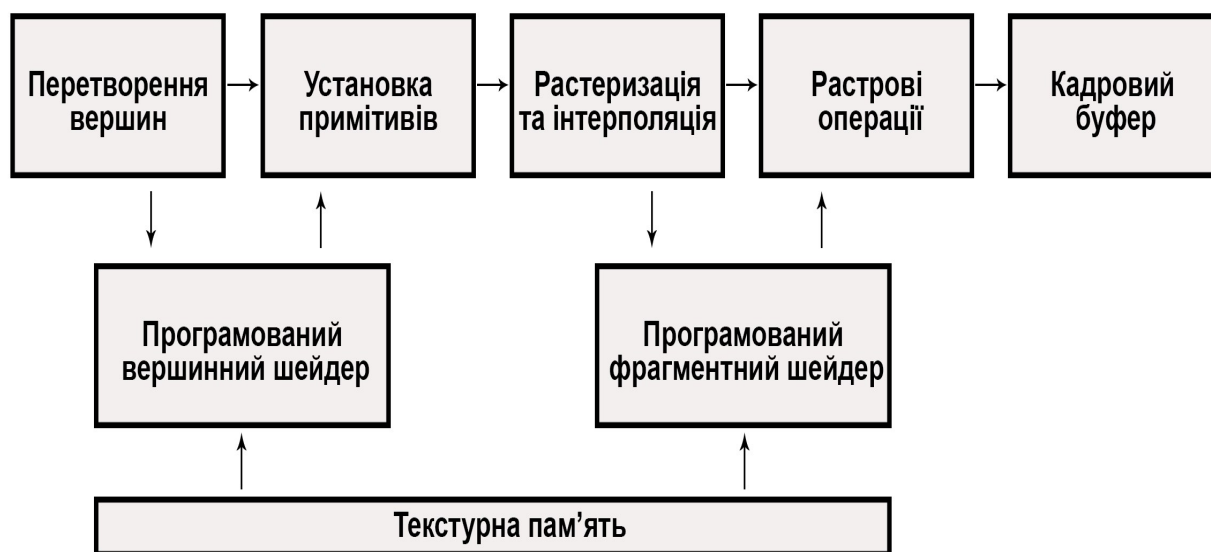 Перетворення
вершин
Установка
примітивів
Растеризація
та інтерполяція
Растрові
операції
Кадровий
буфер
Програмований
вершинний шейдер
Програмований
фрагментний шейдер
Текстурна пам’ять